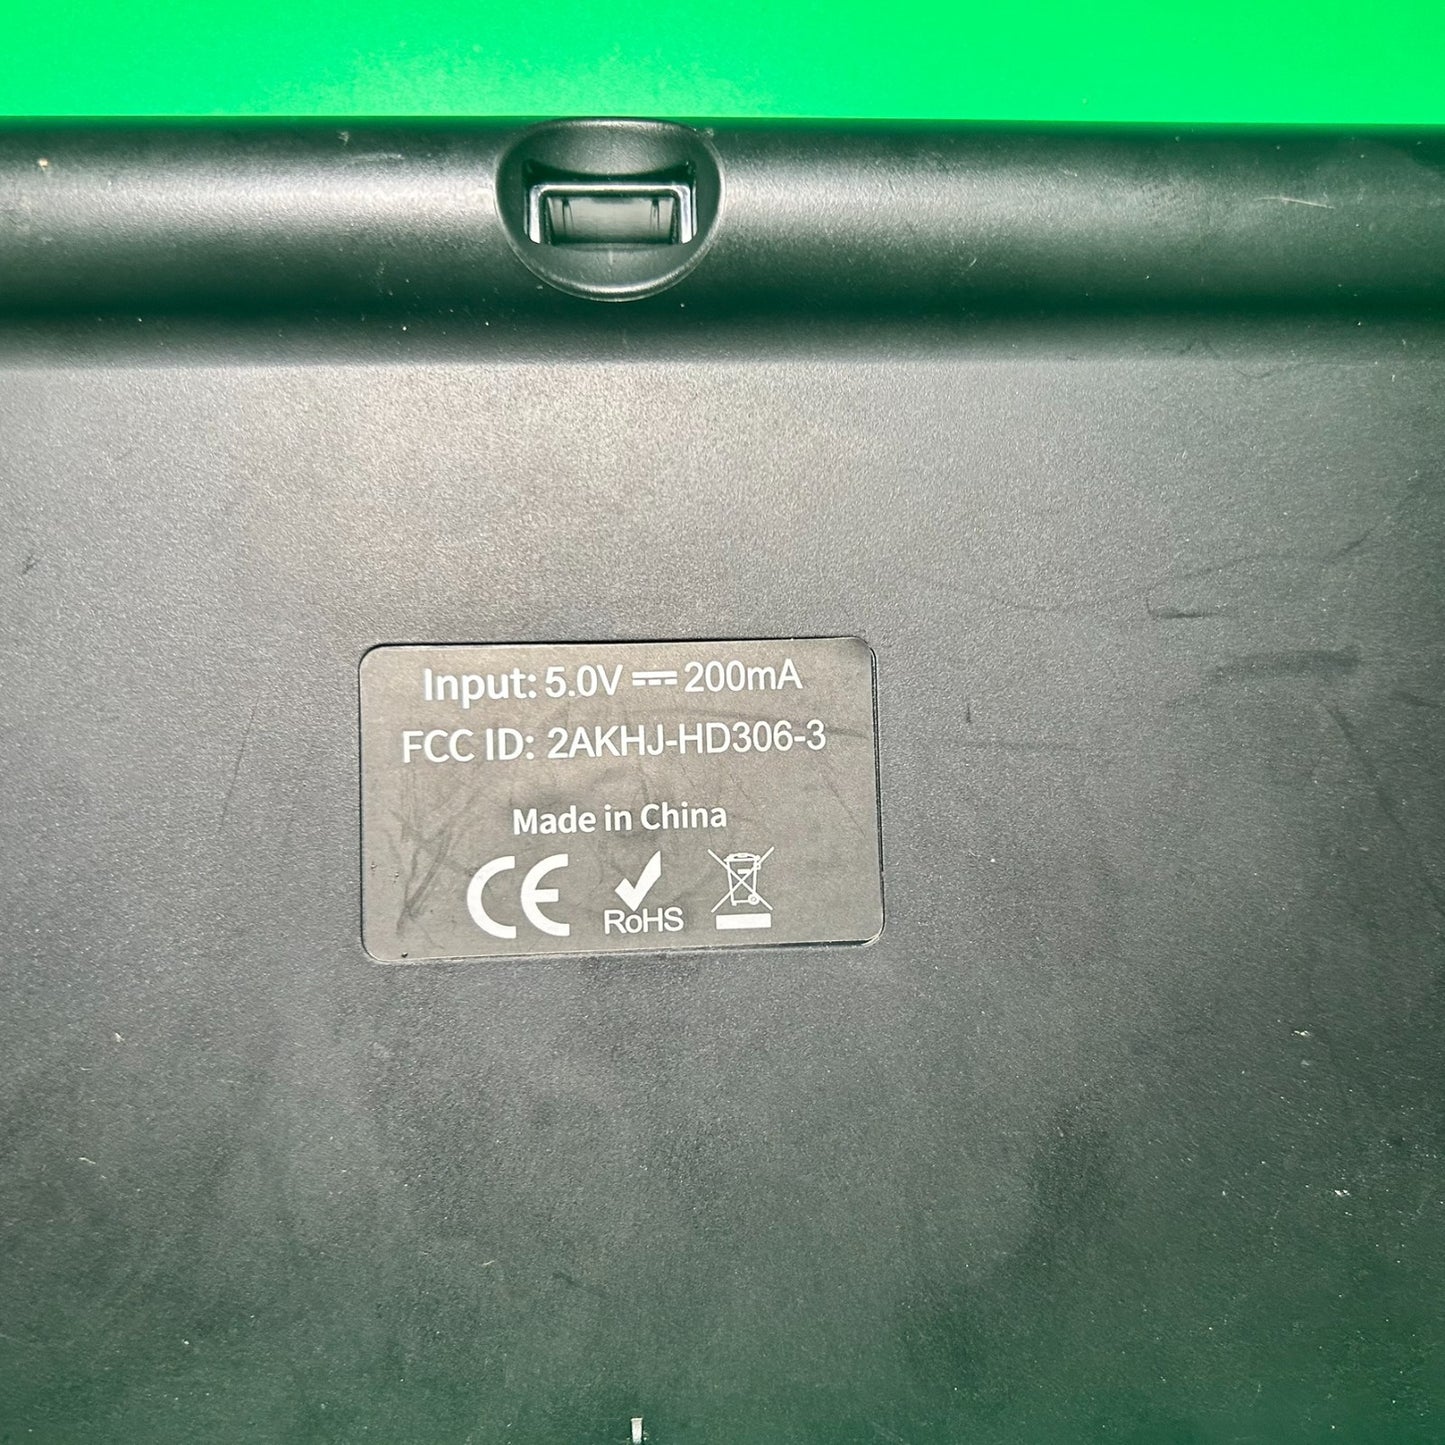 Input: 5.0V ⎓ 200mA
FCC ID: 2AKHJ-HD306-3
Made in China
CE RoHS